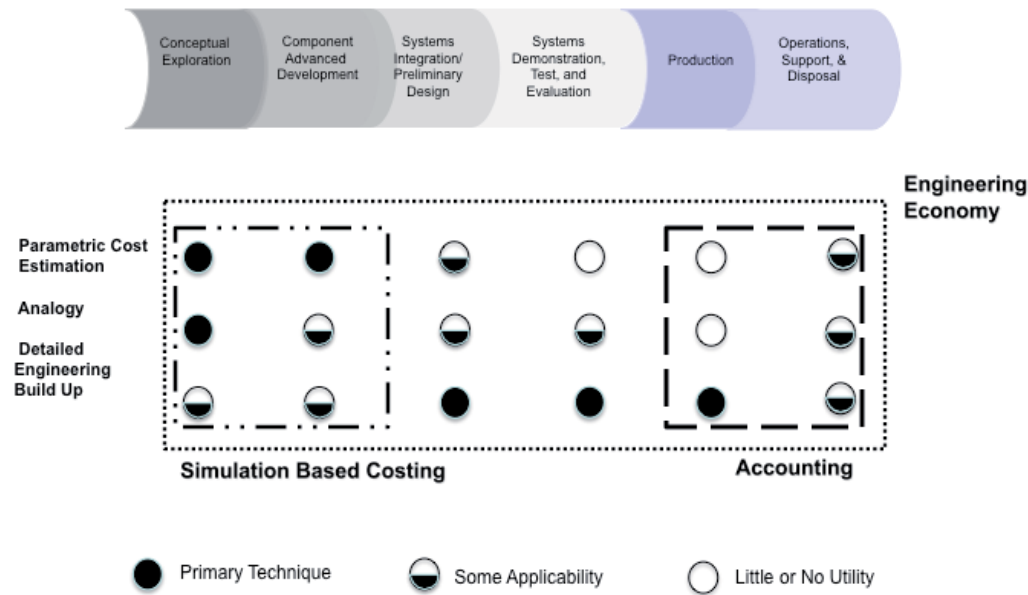 Conceptual
Exploration
Component
Advanced
Development
Systems
Integration/
Preliminary
Design
Systems
Demonstration,
Test, and
Evaluation
Production
Operations,
Support, &
Disposal
Engineering
Economy
Parametric Cost
Estimation
Analogy
Detailed
Engineering
Build Up
Simulation Based Costing
Accounting
Primary Technique
Some Applicability
Little or No Utility